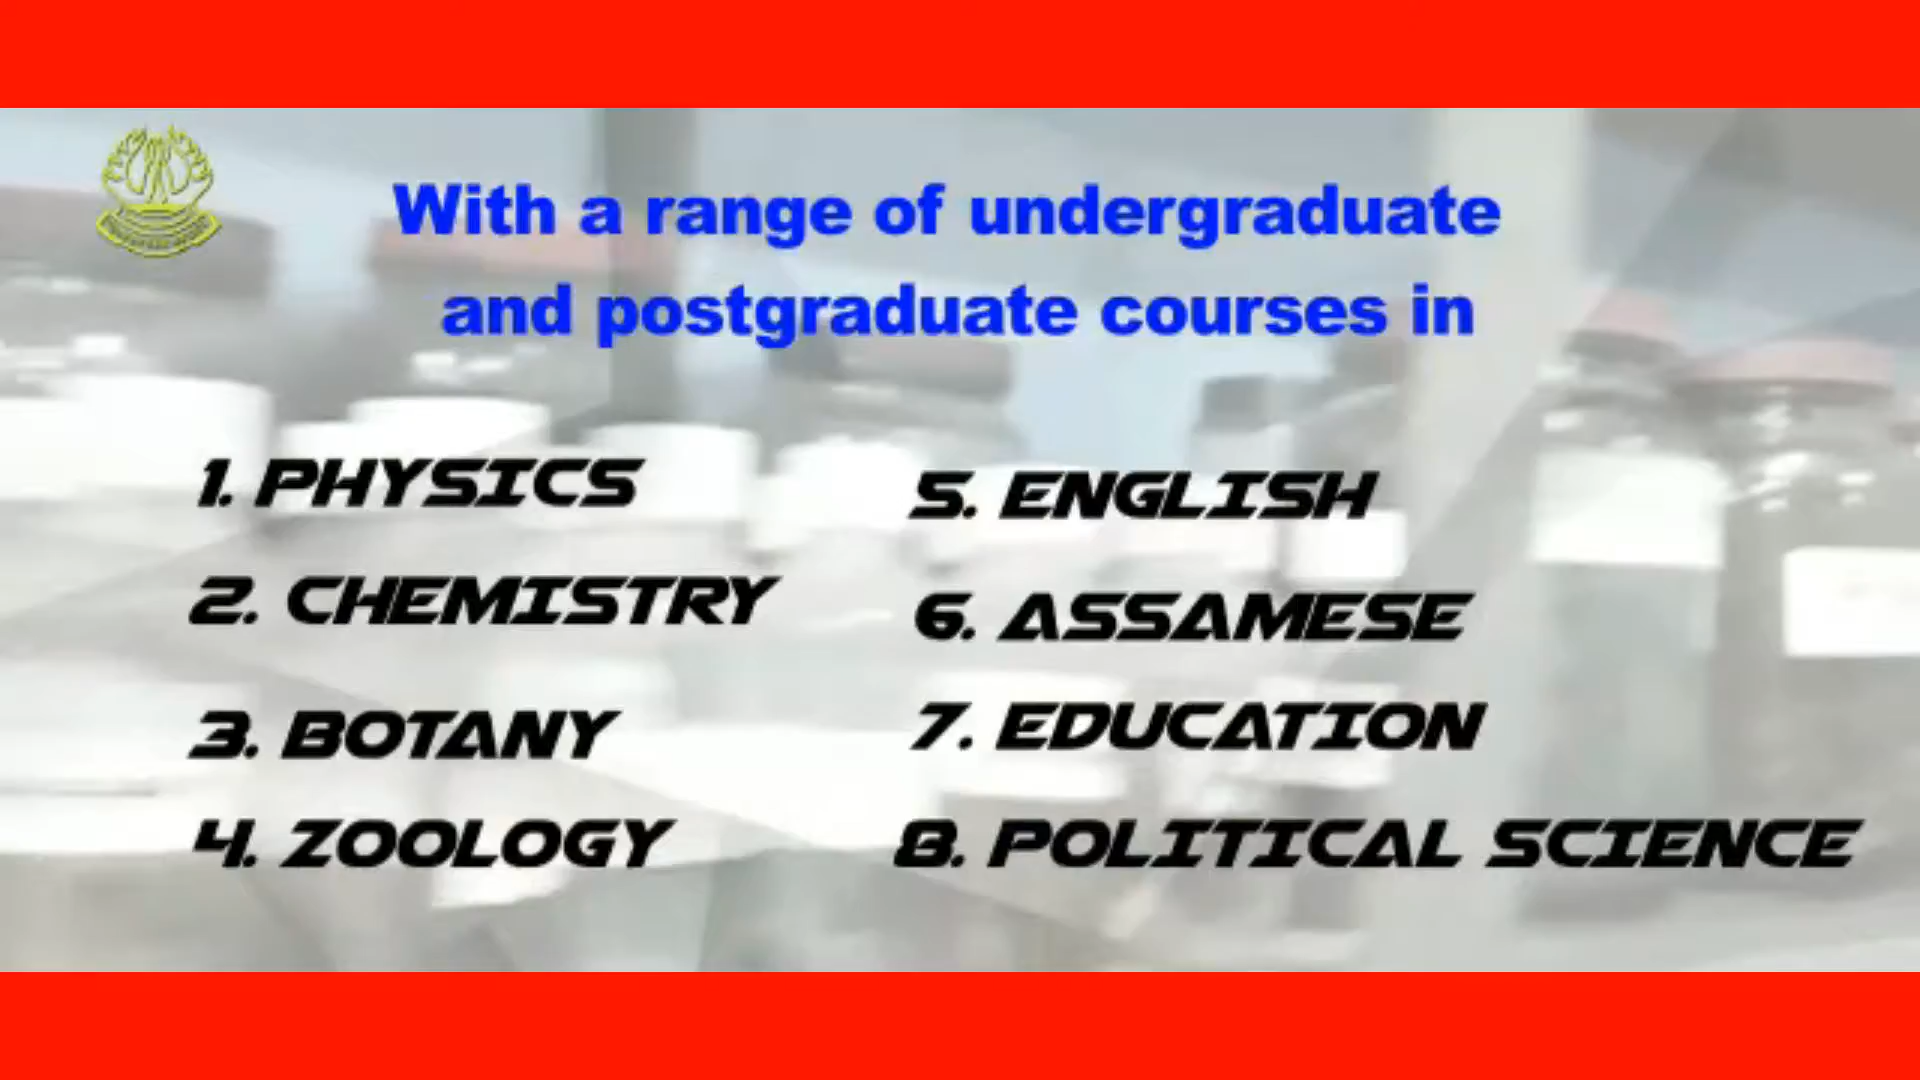 With a range of undergraduate
and postgraduate courses in
1. PHYSICS
2. CHEMISTRY
3. BOTANY
4. ZOOLOGY
5. ENGLISH
6. ASSAMESE
7. EDUCATION
8. POLITICAL SCIENCE